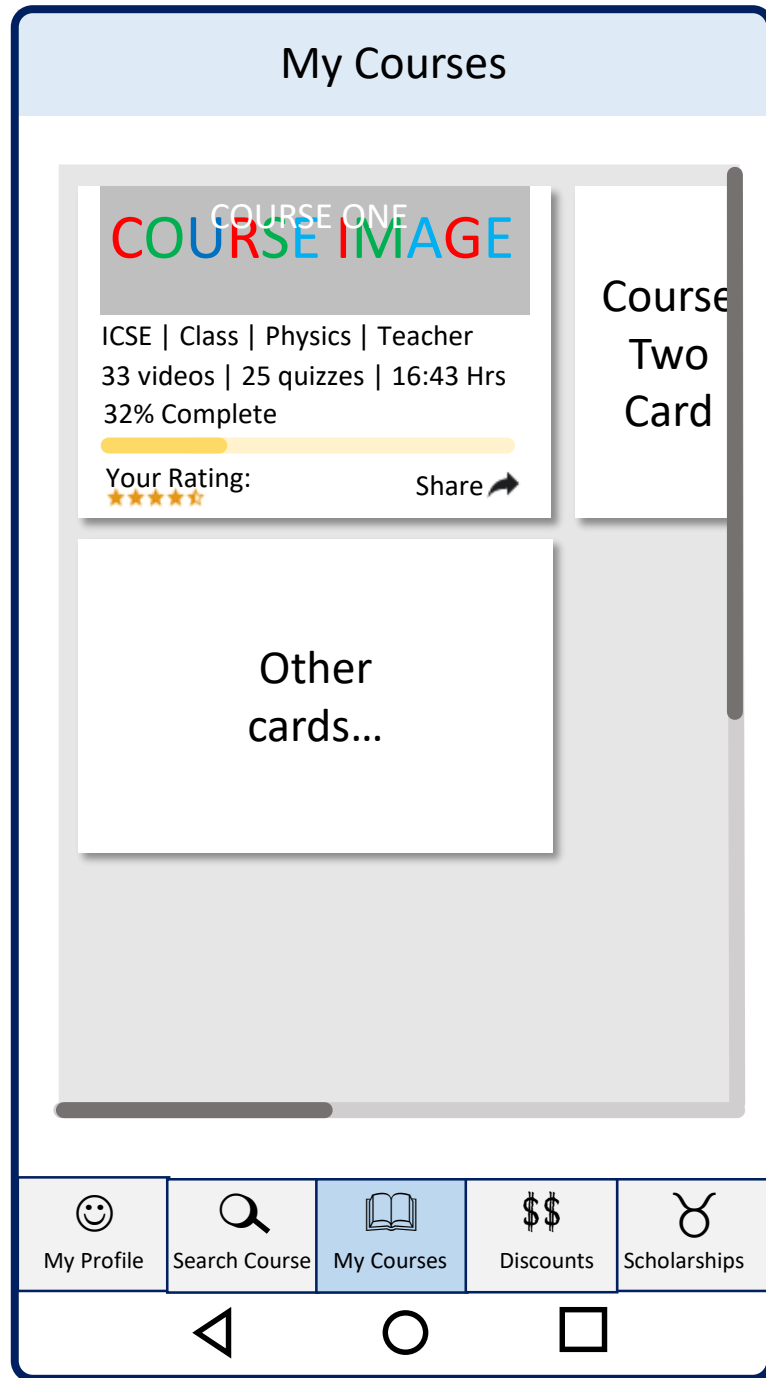 My Courses
COURSE ONE
COURSE IMAGE
ICSE | Class | Physics | Teacher
33 videos | 25 quizzes | 16:43 Hrs
32% Complete
Your Rating:
Share
Course
Two
Card
Other
cards...
$$
My Profile
Search Course
My Courses
Discounts
Scholarships